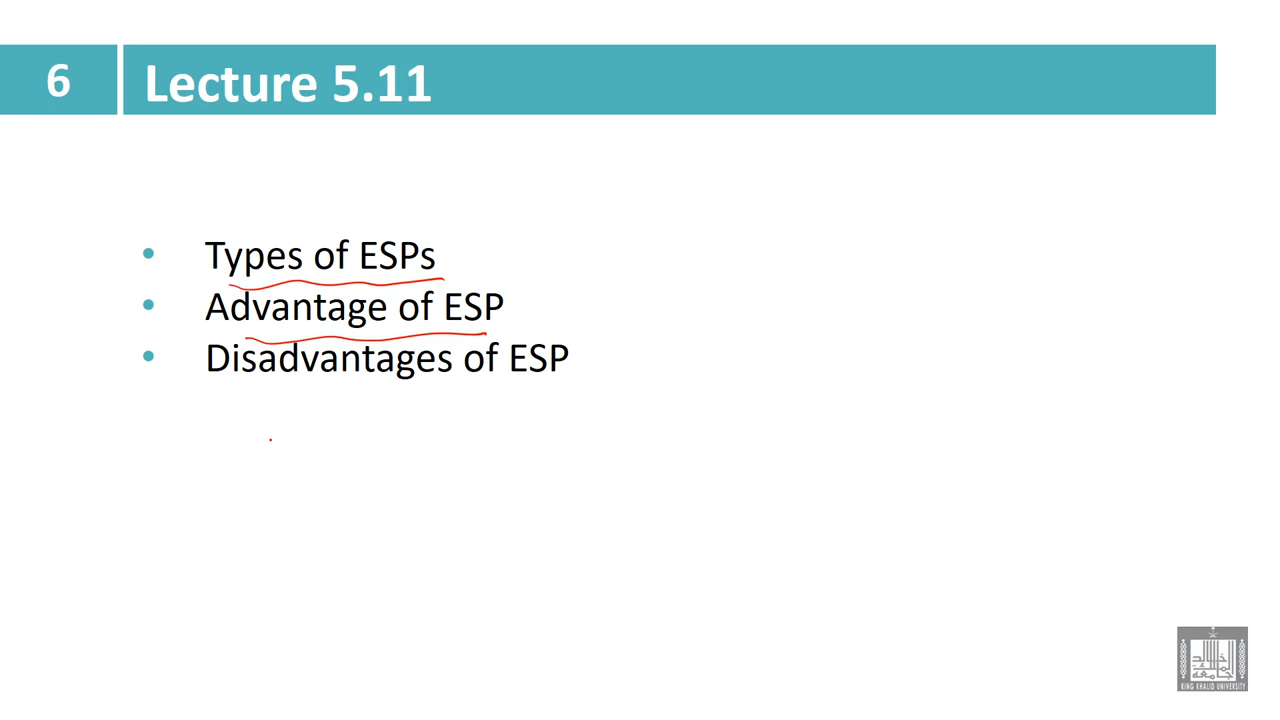 6
Lecture 5.11
• Types of ESPs
• Advantage of ESP
• Disadvantages of ESP
KING KHALID UNIVERSITY